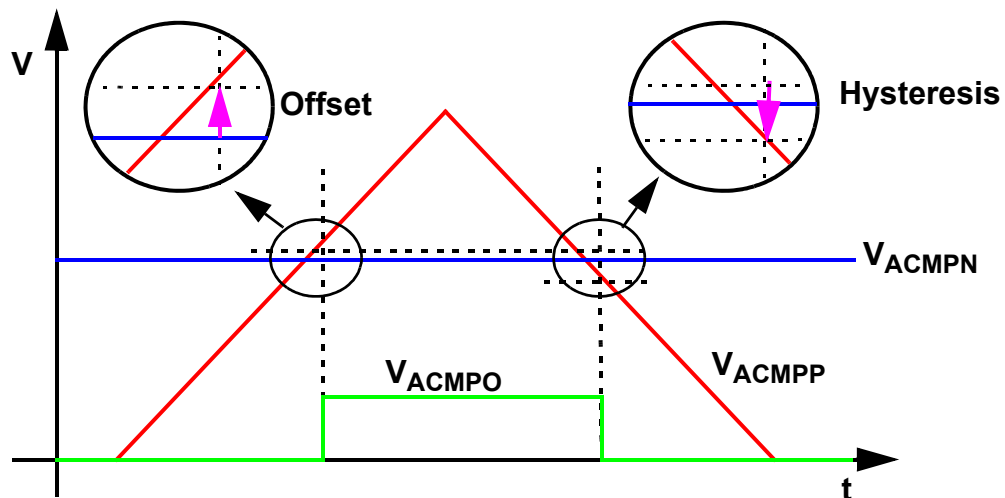 V
Offset
Hysteresis
VACMPN
VACMPO
VACMPP
t